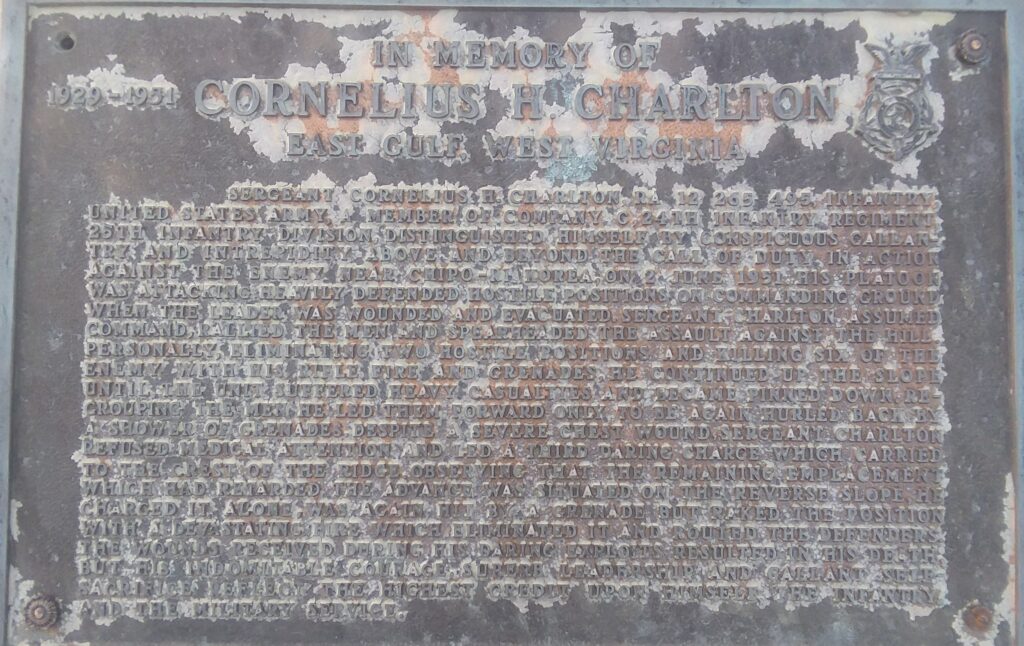 IN MEMORY OF
1929-1951 CORNELIUS H. CHARLTON
EAST GULF, WEST VIRGINIA
SERGEANT CORNELIUS H. CHARLTON, RA 12 265 405, INFANTRY,
UNITED STATES ARMY, A MEMBER OF COMPANY C, 24TH INFANTRY REGIMENT
25TH INFANTRY DIVISION, DISTINGUISHED HIMSELF BY CONSPICUOUS GALLAN-
TRY AND INTREPIDITY ABOVE AND BEYOND THE CALL OF DUTY IN ACTION
AGAINST THE ENEMY NEAR CHIPO-RI, KOREA ON 2 JUNE 1951. HIS PLATOON
WAS ATTACKING HEAVILY DEFENDED HOSTILE POSITIONS ON COMMANDING GROUND
WHEN THE LEADER WAS WOUNDED AND EVACUATED. SERGEANT CHARLTON ASSUMED
COMMAND, RALLIED THE MEN, AND SPEARHEADED THE ASSAULT AGAINST THE HILL.
PERSONALLY ELIMINATING TWO HOSTILE POSITIONS AND KILLING SIX OF THE
ENEMY WITH HIS RIFLE FIRE AND GRENADES, HE CONTINUED UP THE SLOPE
UNTIL THE UNIT SUFFERED HEAVY CASUALTIES AND BECAME PINNED DOWN. RE-
GROUPING THE MEN, HE LED THEM FORWARD ONLY TO BE AGAIN HURLED BACK BY
A SHOWER OF GRENADES. DESPITE A SEVERE CHEST WOUND, SERGEANT CHARLTON
REFUSED MEDICAL ATTENTION AND LED A THIRD DARING CHARGE WHICH CARRIED
TO THE CREST OF THE RIDGE. OBSERVING THAT THE REMAINING EMPLACEMENT
WHICH HAD RETARDED THE ADVANCE WAS SITUATED ON THE REVERSE SLOPE, HE
CHARGED IT ALONE, WAS AGAIN HIT BY A GRENADE BUT RAKED THE POSITION
WITH A DEVASTATING FIRE WHICH ELIMINATED IT AND ROUTED THE DEFENDERS.
THE WOUNDS RECEIVED DURING HIS DARING EXPLOITS RESULTED IN HIS DEATH
BUT HIS INDOMITABLE COURAGE, SUPERB LEADERSHIP, AND GALLANT SELF-
SACRIFICE REFLECT THE HIGHEST CREDIT UPON HIMSELF, THE INFANTRY,
AND THE MILITARY SERVICE.